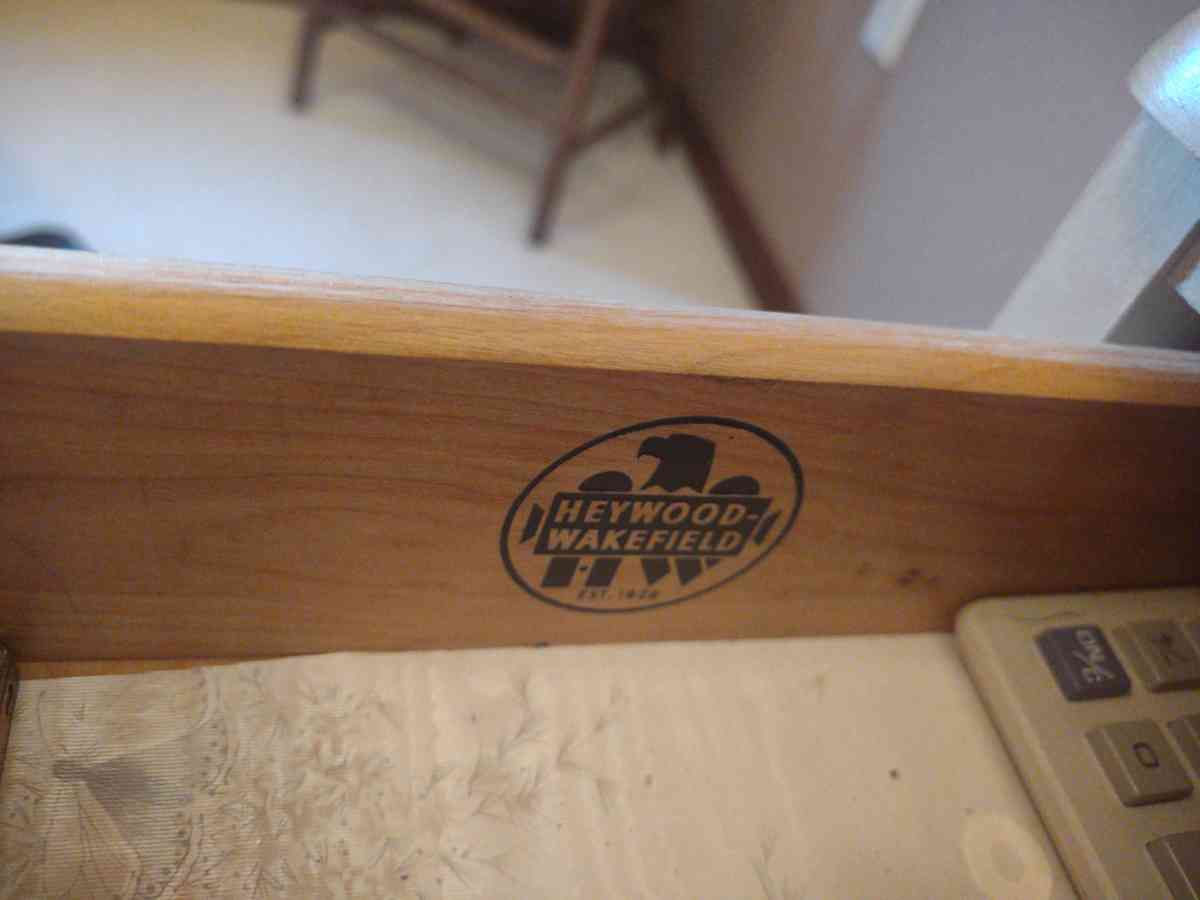 HEYWOOD-
WAKEFIELD
EST. 1826
0